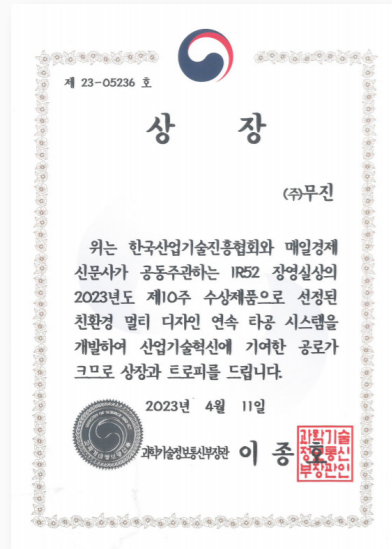 제 23-05236 호
상 장
(주)무진
위는 한국산업기술진흥협회와 매일경제
신문사가 공동주관하는 IR52 장영실상의
2023년도 제10주 수상제품으로 선정된
친환경 멀티 디자인 연속 타공 시스템을
개발하여 산업기술혁신에 기여한 공로가
크므로 상장과 트로피를 드립니다.
2023년 4월 11일
과학기술정보통신부장관 이 종 호
과학기술
정보통신
부장관인